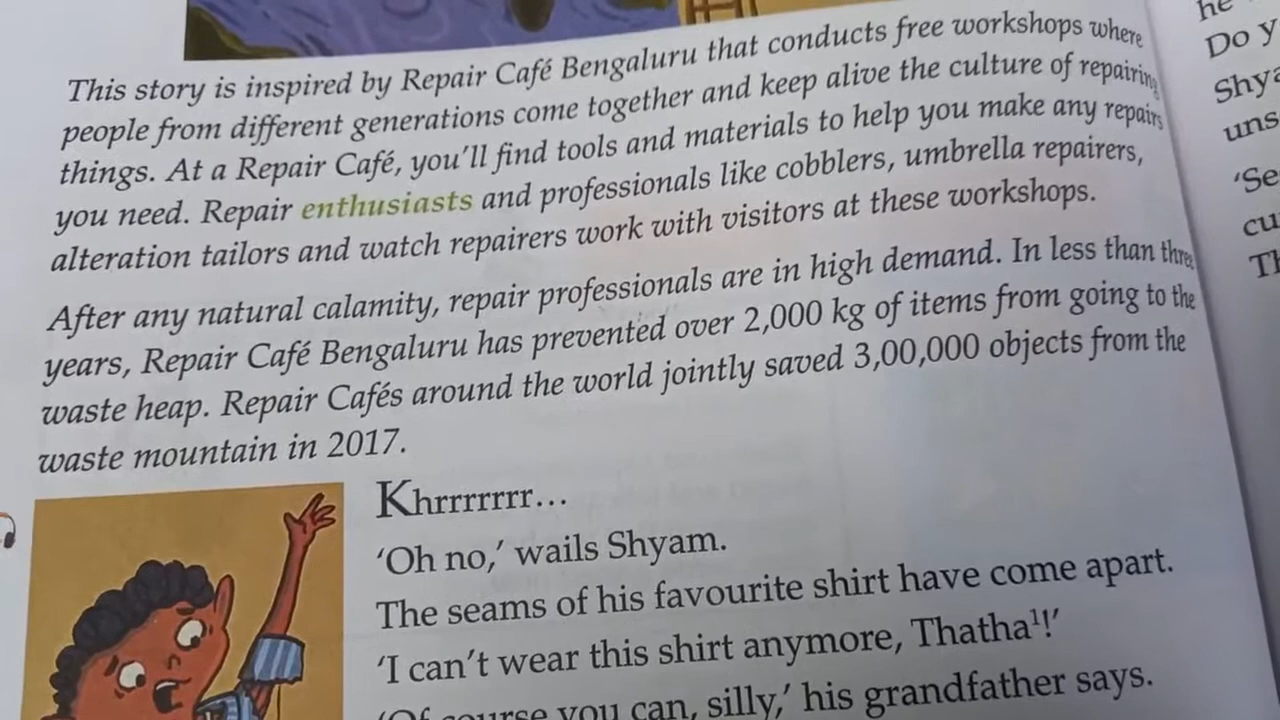 This story is inspired by Repair Café Bengaluru that conducts free workshops where
people from different generations come together and keep alive the culture of repairing
things. At a Repair Café, you'll find tools and materials to help you make any repairs
you need. Repair enthusiasts and professionals like cobblers, umbrella repairers,
alteration tailors and watch repairers work with visitors at these workshops.
After any natural calamity, repair professionals are in high demand. In less than three
years, Repair Café Bengaluru has prevented over 2,000 kg of items from going to the
waste heap. Repair Cafés around the world jointly saved 3,00,000 objects from the
waste mountain in 2017.
Khrrrrrrr...
‘Oh no,’ wails Shyam.
The seams of his favourite shirt have come apart.
‘I can't wear this shirt anymore, Thatha¹!’
‘Of course you can, silly,’ his grandfather says.
he
Do